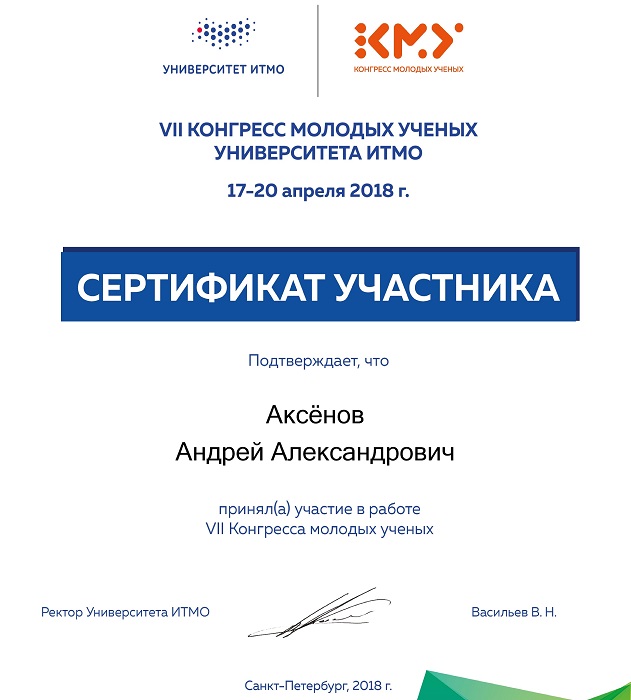 УНИВЕРСИТЕТ ИТМО
КМУ
КОНГРЕСС МОЛОДЫХ УЧЕНЫХ
VII КОНГРЕСС МОЛОДЫХ УЧЕНЫХ
УНИВЕРСИТЕТА ИТМО
17-20 апреля 2018 г.
СЕРТИФИКАТ УЧАСТНИКА
Подтверждает, что
Аксёнов
Андрей Александрович
принял(а) участие в работе
VII Конгресса молодых ученых
Ректор Университета ИТМО
Васильев В. Н.
Санкт-Петербург, 2018 г.